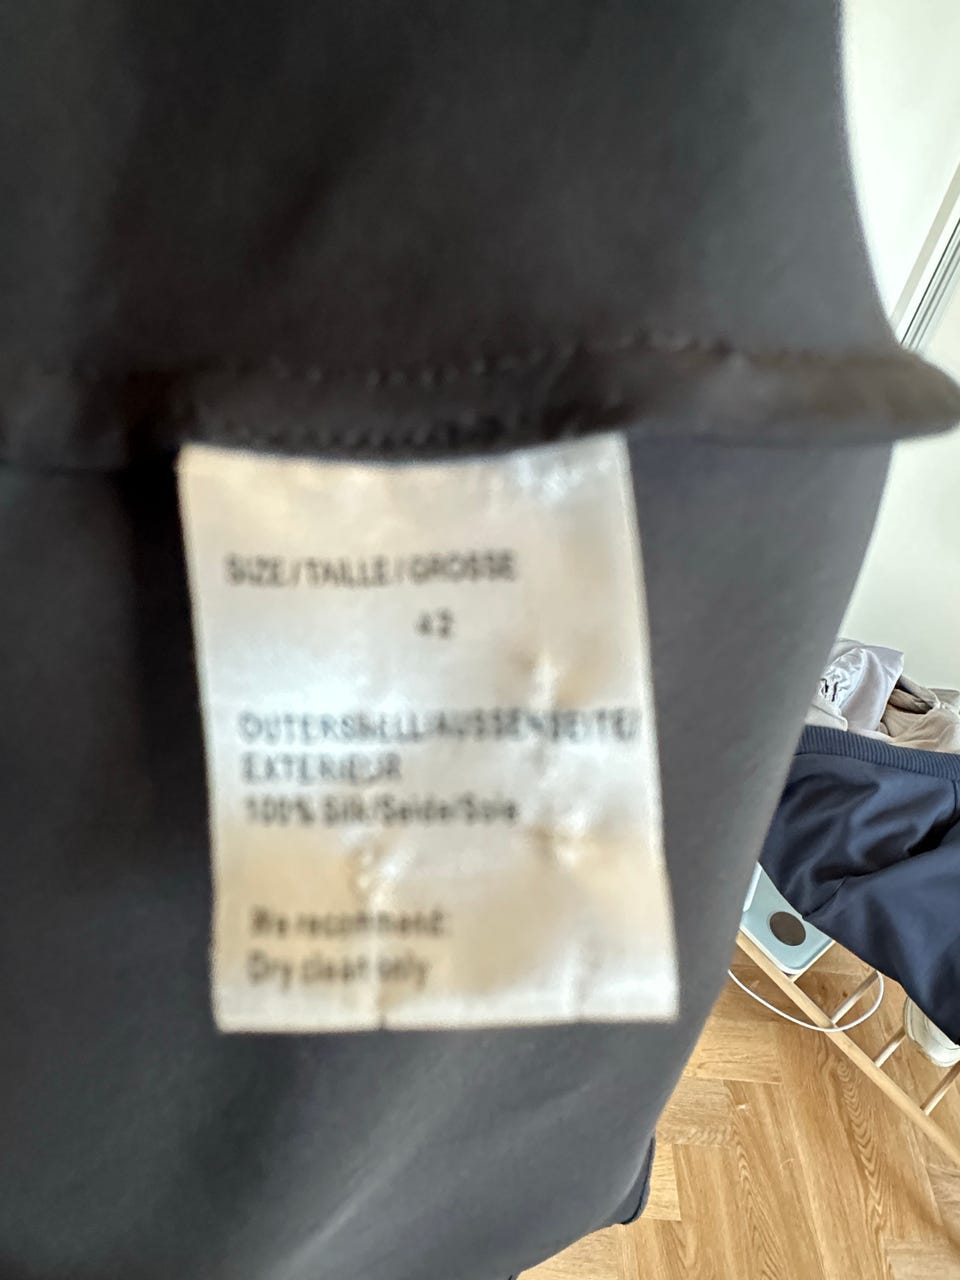 SIZE/TAILLE/GROSSE
42
OUTERSHELL/AUSSENSEITE/
EXTERIEUR
100% Silk/Seide/Soie
We recommend:
Dry clean only